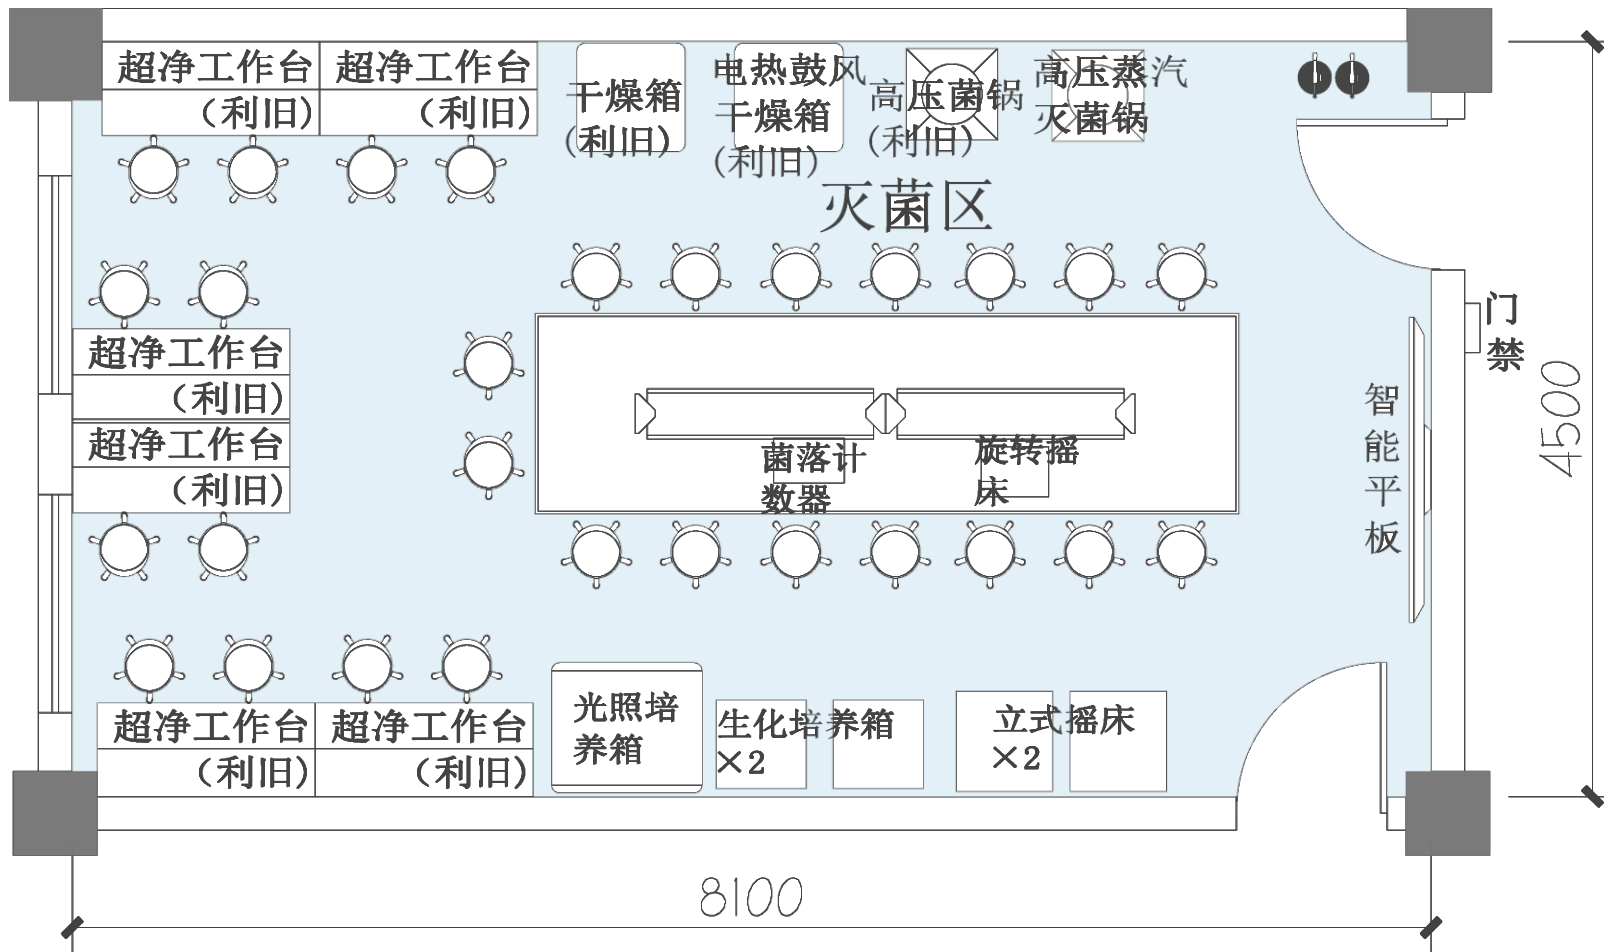 超净工作台
(利旧)
超净工作台
(利旧)
干燥箱
(利旧)
电热鼓风
干燥箱
(利旧)
高压菌锅
(利旧)
高压蒸汽
灭菌锅
灭菌区
超净工作台
(利旧)
超净工作台
(利旧)
菌落计
数器
旋转摇
床
智
能
平
板
门
禁
4500
超净工作台
(利旧)
超净工作台
(利旧)
光照培
养箱
生化培养箱
×2
立式摇床
×2
8100